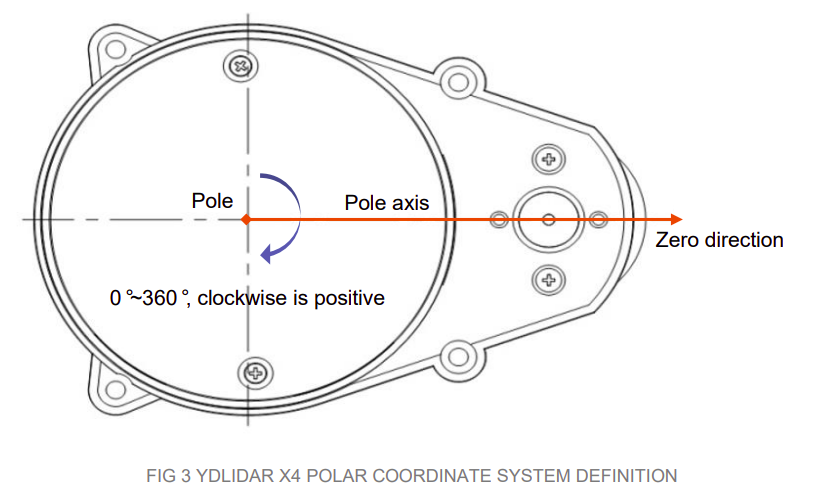 Pole
Pole axis
Zero direction
0°~360°, clockwise is positive
FIG 3 YDLIDAR X4 POLAR COORDINATE SYSTEM DEFINITION